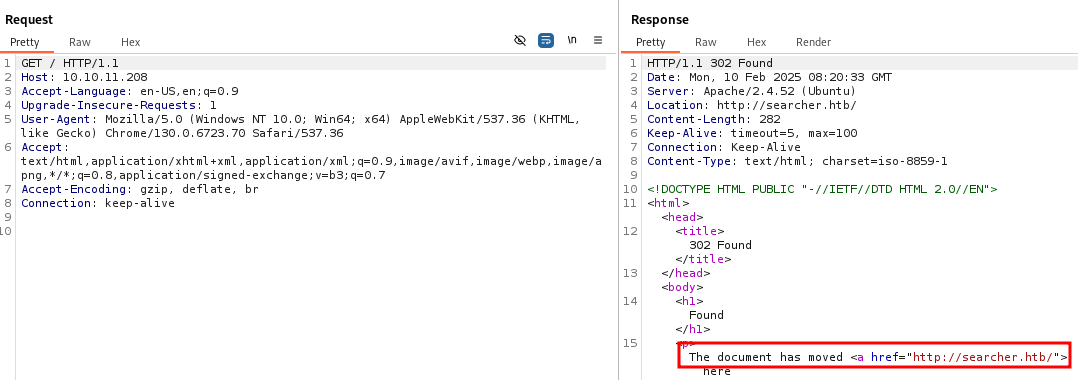 Request
Pretty Raw Hex \n
1 GET / HTTP/1.1
2 Host: 10.10.11.208
3 Accept-Language: en-US,en;q=0.9
4 Upgrade-Insecure-Requests: 1
5 User-Agent: Mozilla/5.0 (Windows NT 10.0; Win64; x64) AppleWebKit/537.36 (KHTML,
like Gecko) Chrome/130.0.6723.70 Safari/537.36
6 Accept:
text/html,application/xhtml+xml,application/xml;q=0.9,image/avif,image/webp,image/a
png,*/*;q=0.8,application/signed-exchange;v=b3;q=0.7
7 Accept-Encoding: gzip, deflate, br
8 Connection: keep-alive
9
10
Response
Pretty Raw Hex Render
1 HTTP/1.1 302 Found
2 Date: Mon, 10 Feb 2025 08:20:33 GMT
3 Server: Apache/2.4.52 (Ubuntu)
4 Location: http://searcher.htb/
5 Content-Length: 282
6 Keep-Alive: timeout=5, max=100
7 Connection: Keep-Alive
8 Content-Type: text/html; charset=iso-8859-1
9
10 <!DOCTYPE HTML PUBLIC "-//IETF//DTD HTML 2.0//EN">
11 <html>
<head>
12 <title>
302 Found
</title>
13 </head>
<body>
14 <h1>
Found
</h1>
15 <p>
The document has moved <a href="http://searcher.htb/">
here